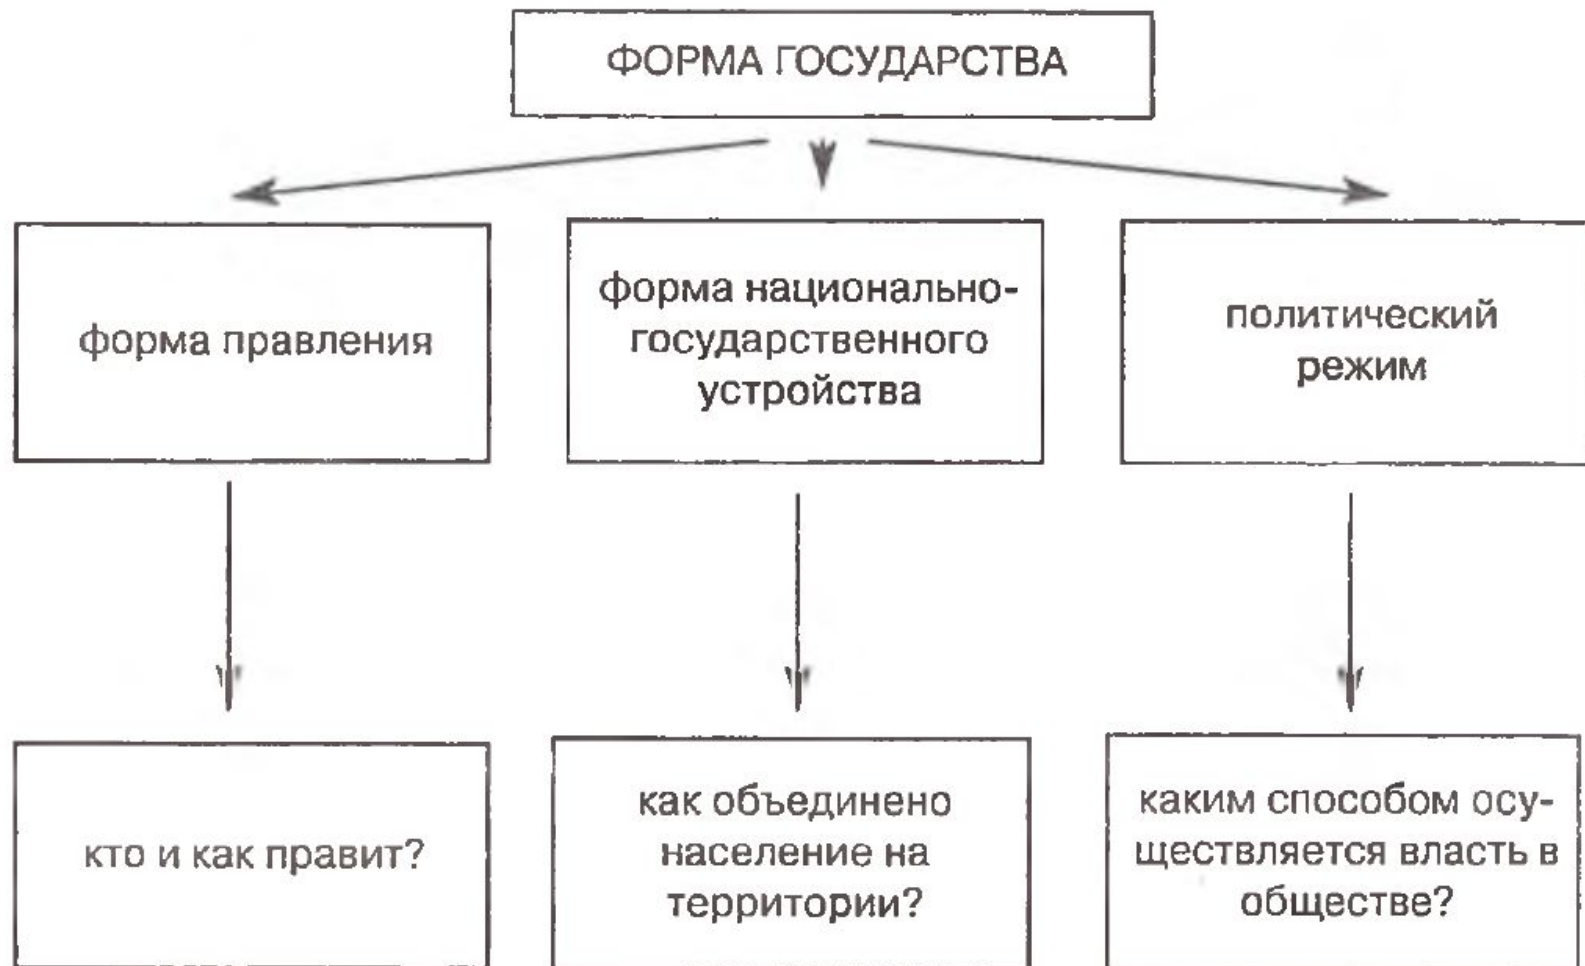 ФОРМА ГОСУДАРСТВА
форма правления
форма национально-
государственного
устройства
политический
режим
кто и как правит?
как объединено
население на
территории?
каким способом осу-
ществляется власть в
обществе?